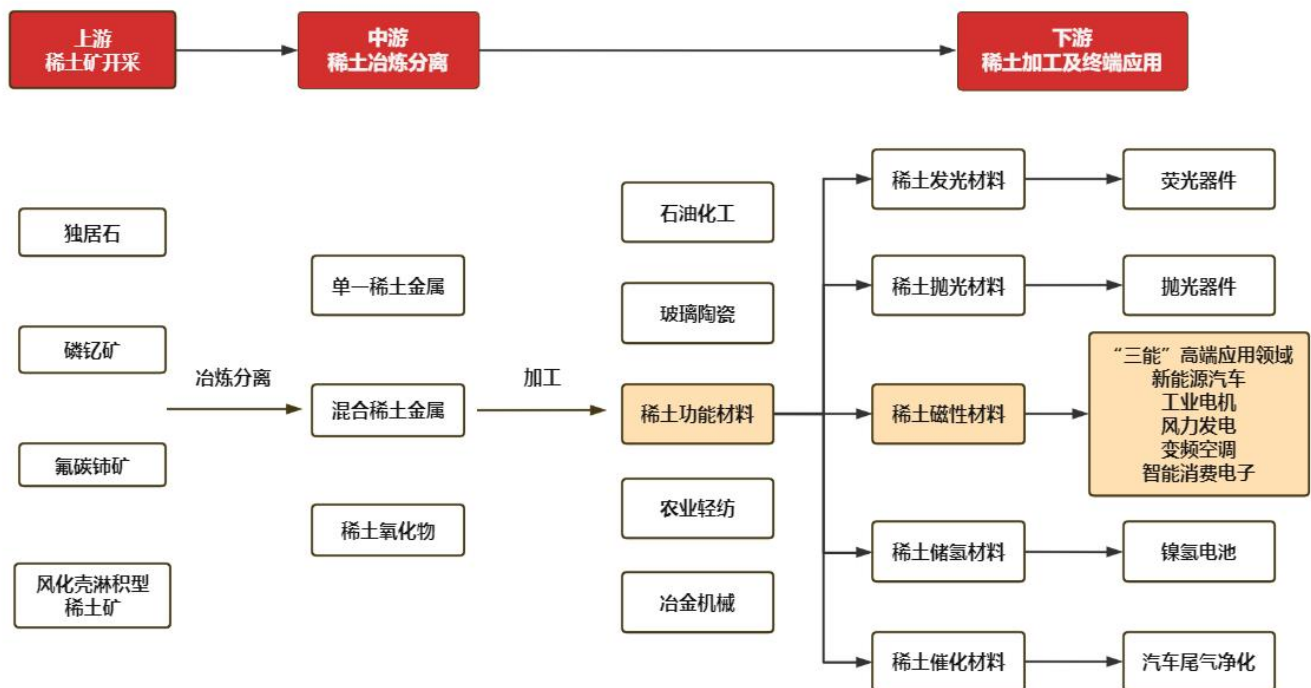 上游
稀土矿开采
中游
稀土冶炼分离
下游
稀土加工及终端应用
独居石
磷钇矿
氟碳铈矿
风化壳淋积型
稀土矿
冶炼分离
单一稀土金属
混合稀土金属
稀土氧化物
加工
石油化工
玻璃陶瓷
稀土功能材料
农业轻纺
冶金机械
稀土发光材料
荧光器件
稀土抛光材料
抛光器件
稀土磁性材料
“三能”高端应用领域
新能源汽车
工业电机
风力发电
变频空调
智能消费电子
稀土储氢材料
镍氢电池
稀土催化材料
汽车尾气净化